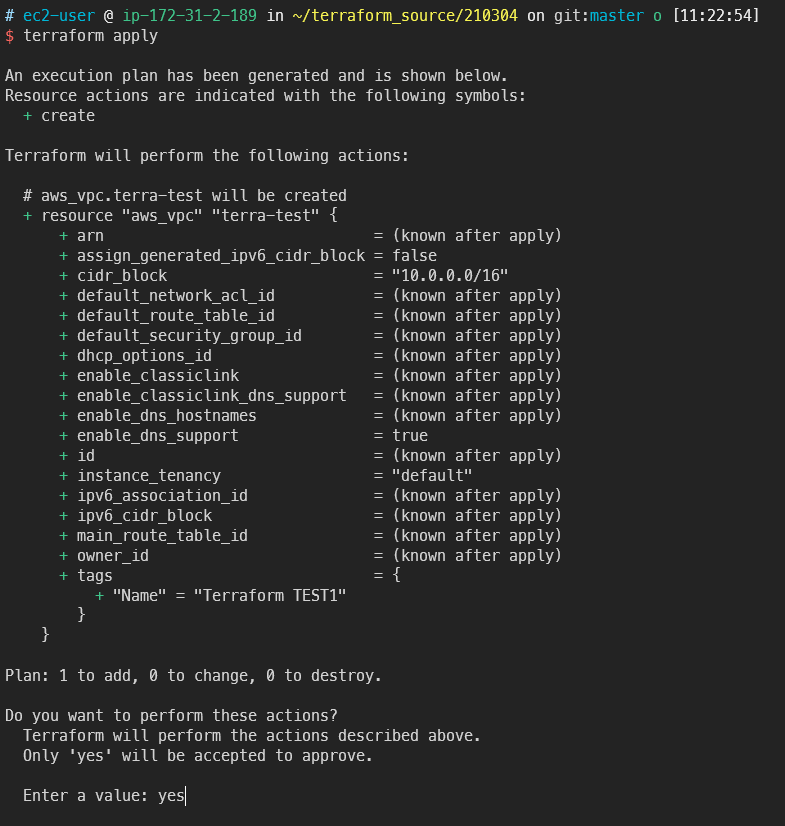 # ec2-user @ ip-172-31-2-189 in ~/terraform_source/210304 on git:master o [11:22:54]
$ terraform apply

An execution plan has been generated and is shown below.
Resource actions are indicated with the following symbols:
  + create

Terraform will perform the following actions:

  # aws_vpc.terra-test will be created
  + resource "aws_vpc" "terra-test" {
      + arn                              = (known after apply)
      + assign_generated_ipv6_cidr_block = false
      + cidr_block                       = "10.0.0.0/16"
      + default_network_acl_id           = (known after apply)
      + default_route_table_id           = (known after apply)
      + default_security_group_id        = (known after apply)
      + dhcp_options_id                  = (known after apply)
      + enable_classiclink               = (known after apply)
      + enable_classiclink_dns_support   = (known after apply)
      + enable_dns_hostnames             = (known after apply)
      + enable_dns_support               = true
      + id                               = (known after apply)
      + instance_tenancy                 = "default"
      + ipv6_association_id              = (known after apply)
      + ipv6_cidr_block                  = (known after apply)
      + main_route_table_id              = (known after apply)
      + owner_id                         = (known after apply)
      + tags                             = {
          + "Name" = "Terraform TEST1"
        }
    }

Plan: 1 to add, 0 to change, 0 to destroy.

Do you want to perform these actions?
  Terraform will perform the actions described above.
  Only 'yes' will be accepted to approve.

  Enter a value: yes